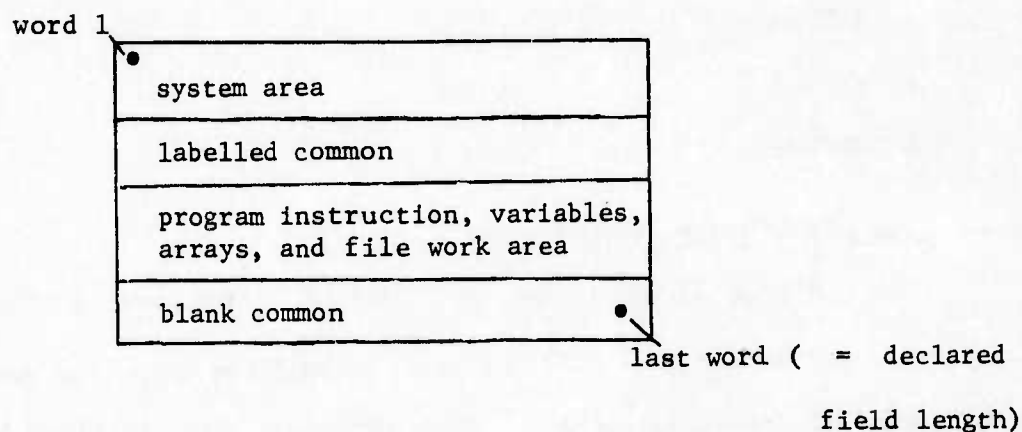 word 1
system area
labelled common
program instruction, variables,
arrays, and file work area
blank common
last word ( = declared
field length)